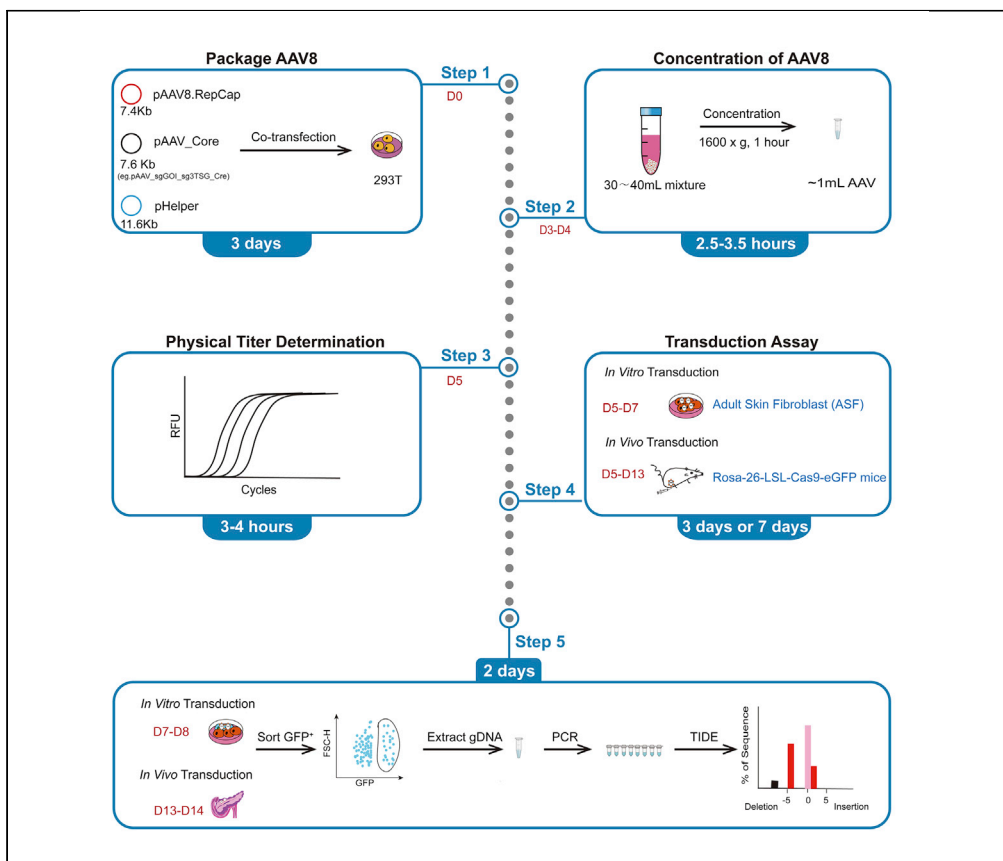 Package AAV8
Step 1
D0
pAAV8.RepCap
7.4Kb
pAAV_Core
7.6 Kb
(eg.pAAV_sgGOI_sg3TSG_Cre)
pHelper
11.6Kb
Co-transfection
293T
3 days
Concentration of AAV8
Step 2
D3-D4
30~40mL mixture
Concentration
1600 x g, 1 hour
~1mL AAV
2.5-3.5 hours
Physical Titer Determination
Step 3
D5
RFU
Cycles
3-4 hours
Transduction Assay
Step 4
In Vitro Transduction
D5-D7
Adult Skin Fibroblast (ASF)
In Vivo Transduction
D5-D13
Rosa-26-LSL-Cas9-eGFP mice
3 days or 7 days
Step 5
2 days
In Vitro Transduction
D7-D8
In Vivo Transduction
D13-D14
Sort GFP+
FSC-H
GFP
Extract gDNA
PCR
TIDE
% of Sequence
Deletion
-5
0
5
Insertion